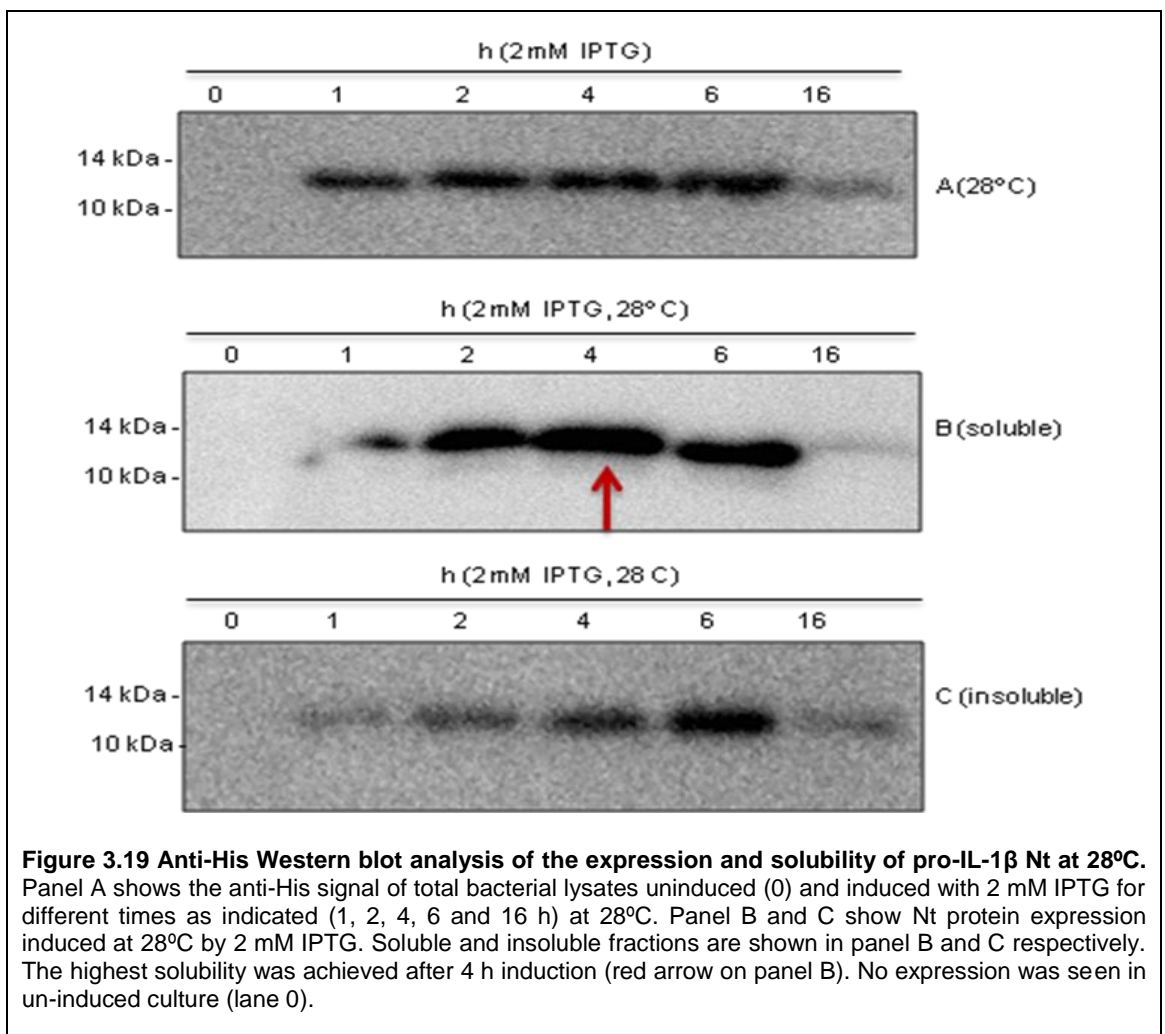 h (2mM IPTG)
0 1 2 4 6 16
14 kDa -
10 kDa -
A (28°C)
h (2mM IPTG, 28°C)
0 1 2 4 6 16
14 kDa -
10 kDa -
B (soluble)
h (2mM IPTG, 28 C)
0 1 2 4 6 16
14 kDa -
10 kDa -
C (insoluble)
Figure 3.19 Anti-His Western blot analysis of the expression and solubility of pro-IL-1β Nt at 28ºC.
Panel A shows the anti-His signal of total bacterial lysates uninduced (0) and induced with 2 mM IPTG for
different times as indicated (1, 2, 4, 6 and 16 h) at 28ºC. Panel B and C show Nt protein expression
induced at 28ºC by 2 mM IPTG. Soluble and insoluble fractions are shown in panel B and C respectively.
The highest solubility was achieved after 4 h induction (red arrow on panel B). No expression was seen in
un-induced culture (lane 0).